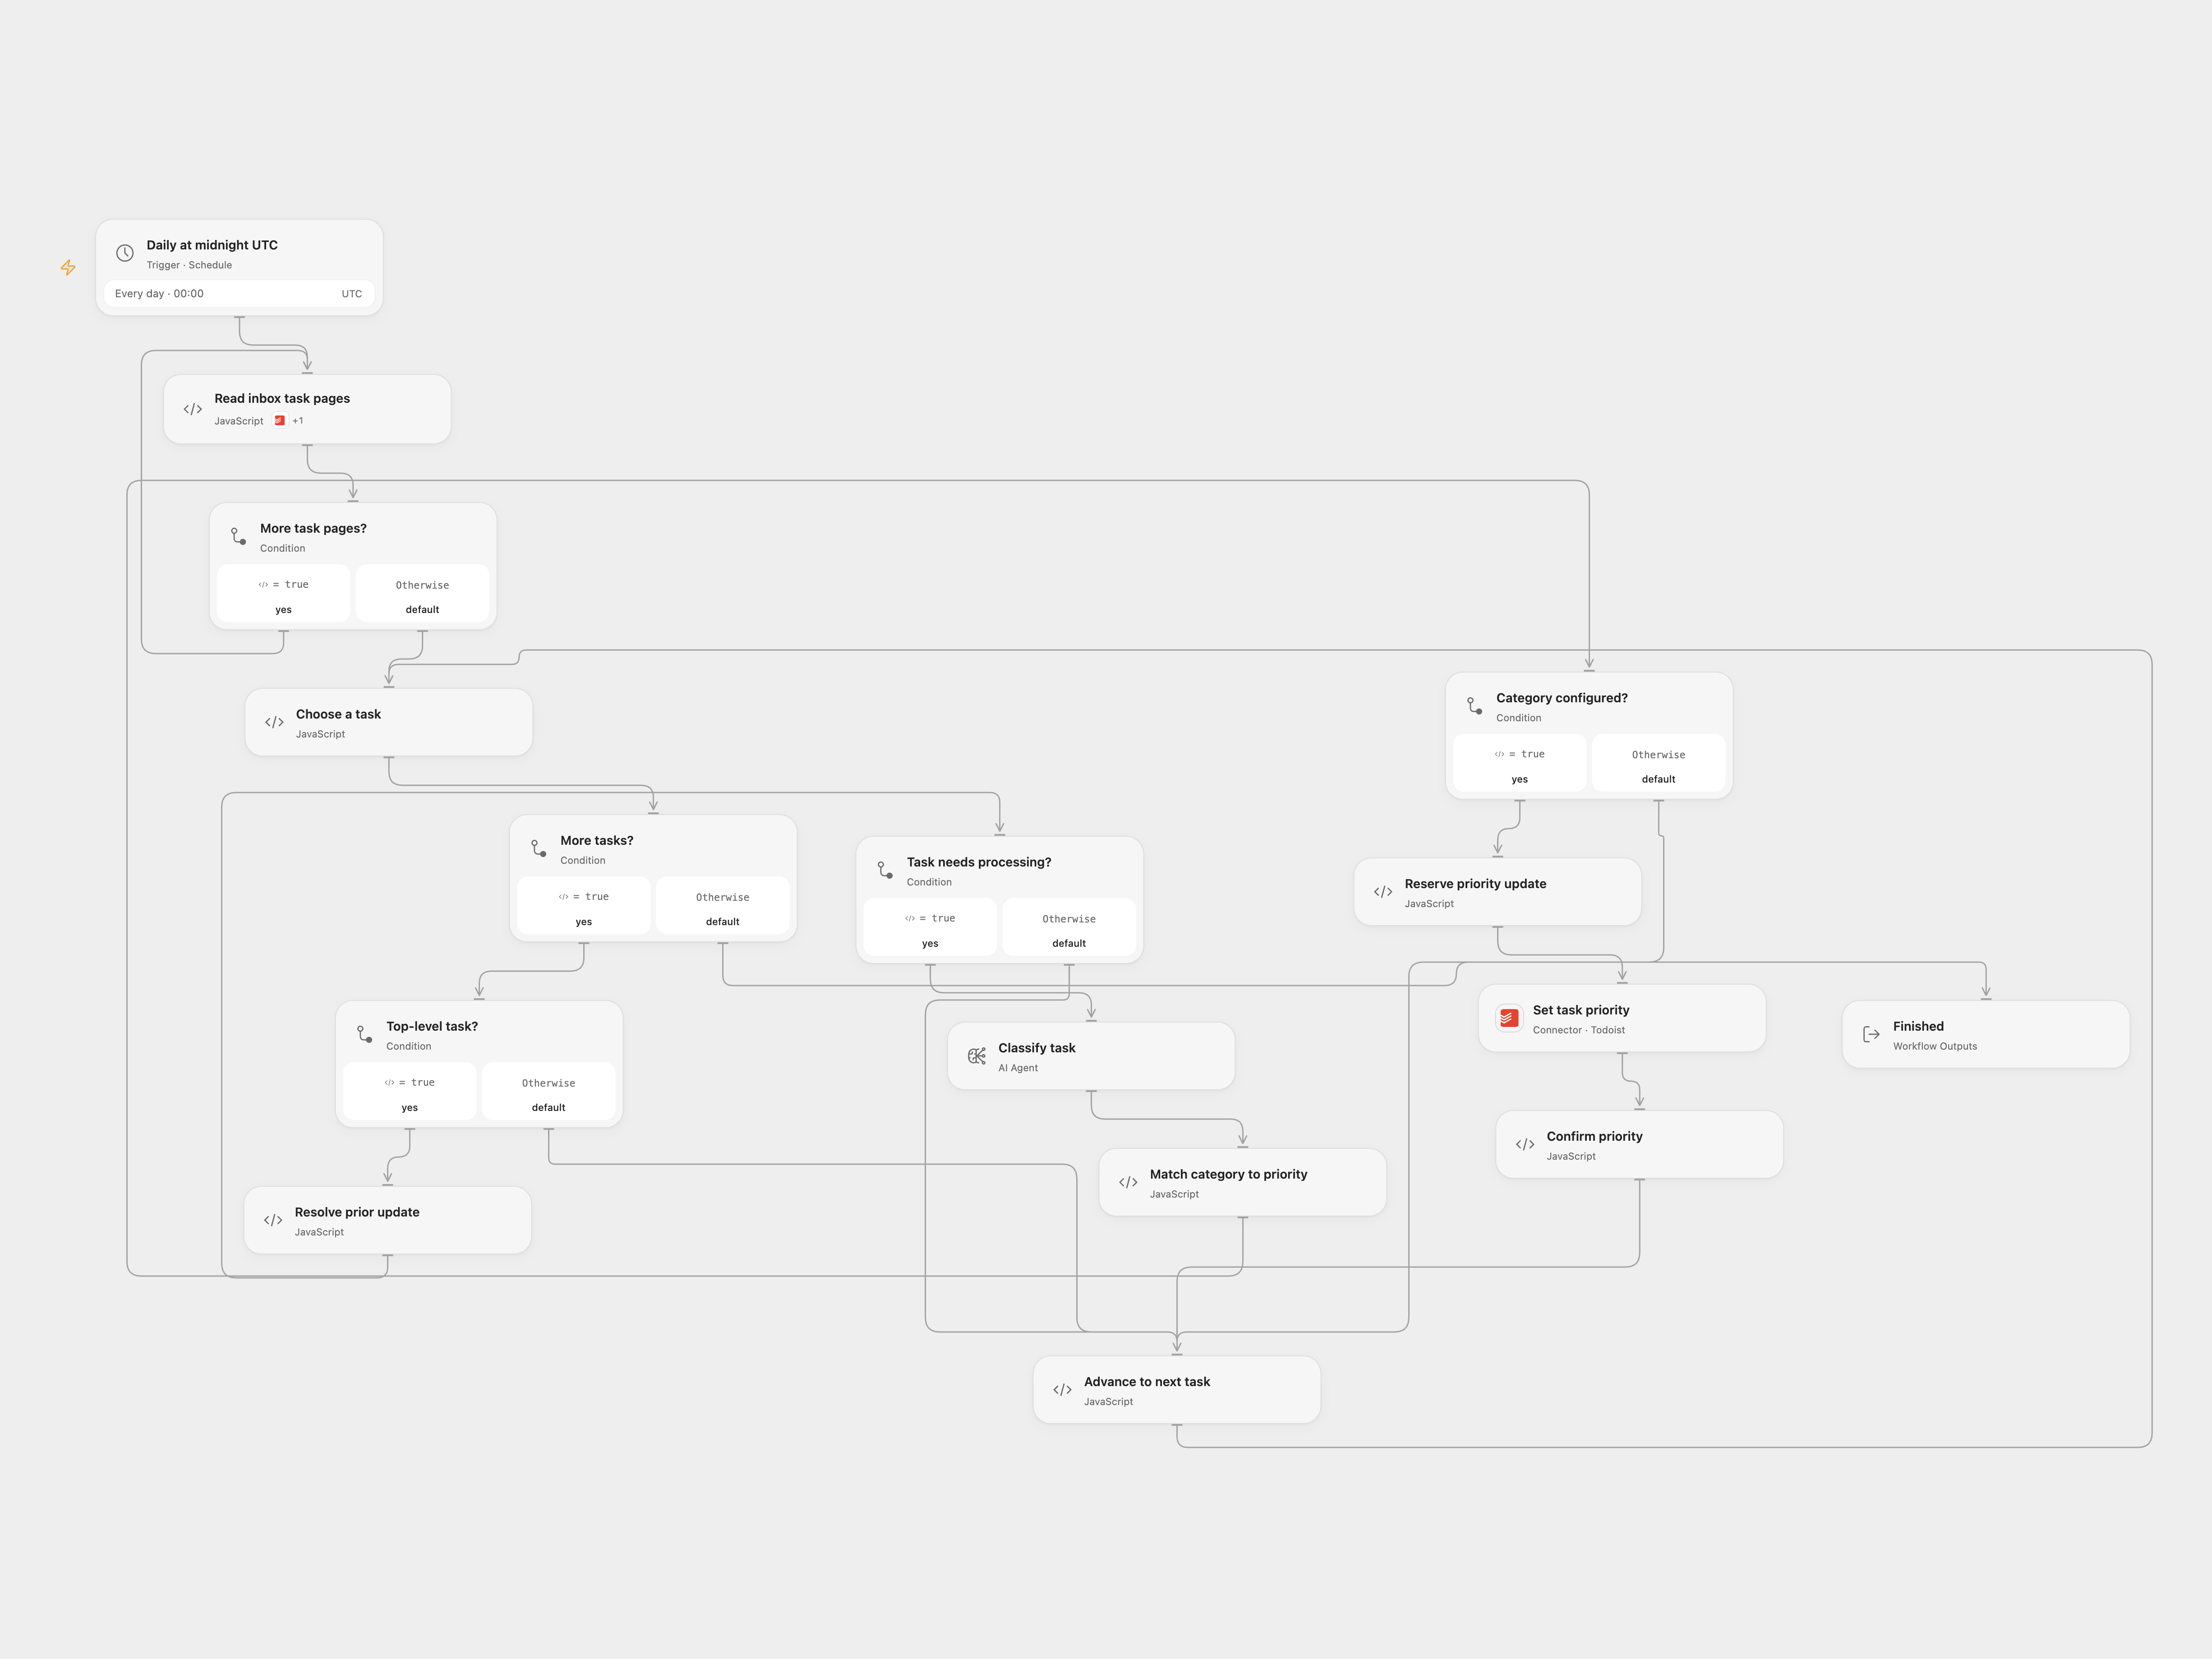 Daily at midnight UTC
Trigger · Schedule
Every day · 00:00 UTC
Read inbox task pages
JavaScript +1
More task pages?
Condition
</> = true
Otherwise
yes
default
Choose a task
JavaScript
Category configured?
Condition
</> = true
Otherwise
yes
default
More tasks?
Condition
</> = true
Otherwise
yes
default
Task needs processing?
Condition
</> = true
Otherwise
yes
default
Reserve priority update
JavaScript
Top-level task?
Condition
</> = true
Otherwise
yes
default
Classify task
AI Agent
Set task priority
Connector · Todoist
Finished
Workflow Outputs
Confirm priority
JavaScript
Match category to priority
JavaScript
Resolve prior update
JavaScript
Advance to next task
JavaScript